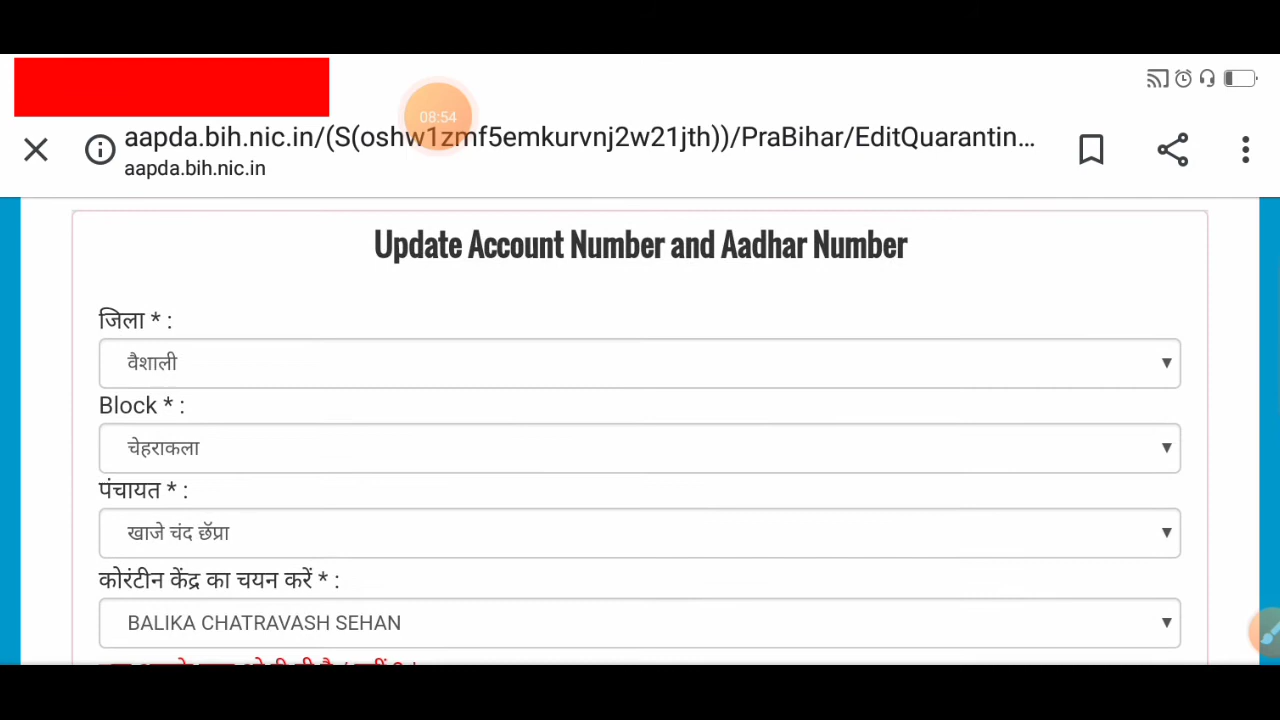 08:54
aapda.bih.nic.in/(S(oshw1zmf5emkurvnj2w21jth))/PraBihar/EditQuarantin...
aapda.bih.nic.in
Update Account Number and Aadhar Number
जिला * :
वैशाली
Block * :
चेहराकला
पंचायत * :
खाजे चंद छॅप्रा
कोरंटीन केंद्र का चयन करें * :
BALIKA CHATRAVASH SEHAN